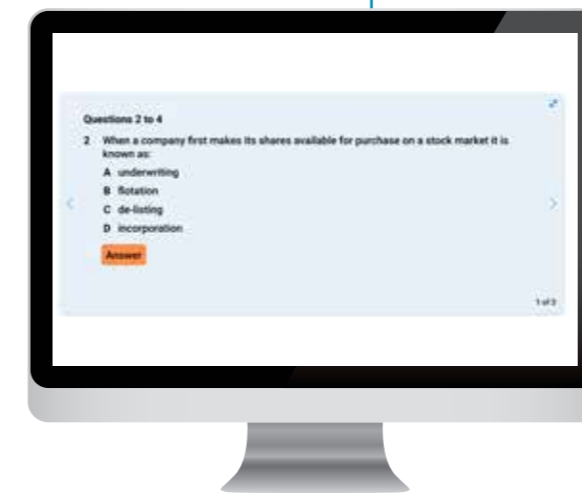 Questions 2 to 4
2 When a company first makes its shares available for purchase on a stock market it is
known as:
A underwriting
B flotation
C de-listing
D incorporation
Answer
1 of 3